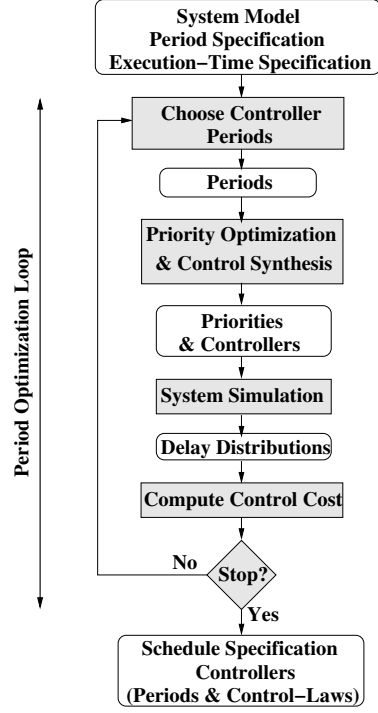 System Model
Period Specification
Execution−Time Specification
Choose Controller
Periods
Periods
Priority Optimization
& Control Synthesis
Priorities
& Controllers
System Simulation
Delay Distributions
Compute Control Cost
No
Stop?
Yes
Schedule Specification
Controllers
(Periods & Control−Laws)
Period Optimization Loop